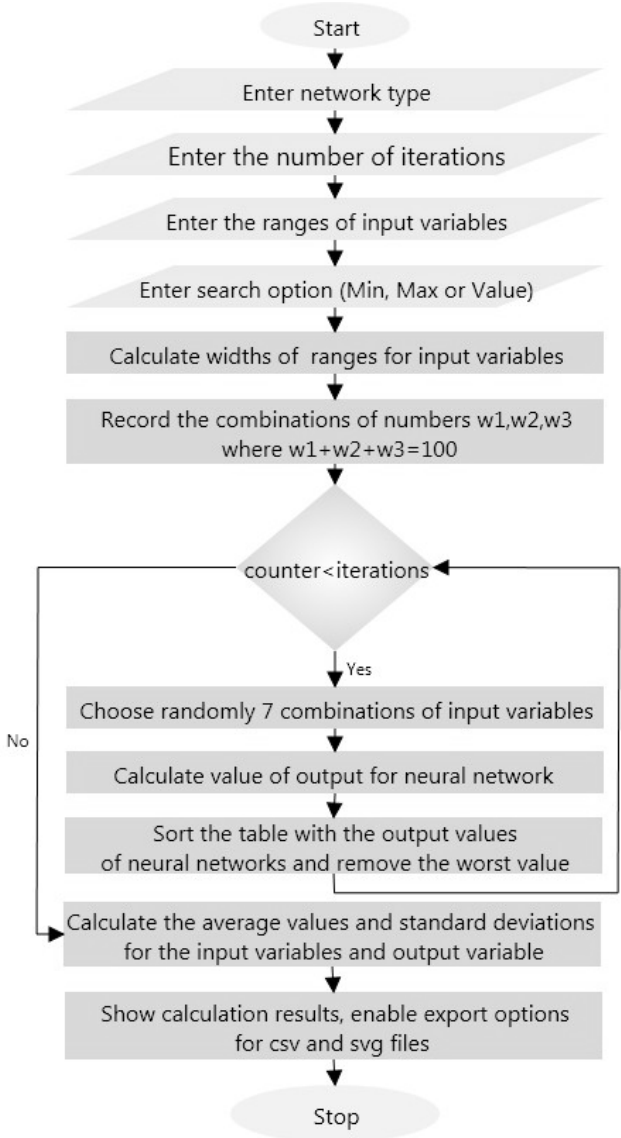 Start
Enter network type
Enter the number of iterations
Enter the ranges of input variables
Enter search option (Min, Max or Value)
Calculate widths of ranges for input variables
Record the combinations of numbers w1,w2,w3
where w1+w2+w3=100
counter<iterations
Yes
Choose randomly 7 combinations of input variables
No
Calculate value of output for neural network
Sort the table with the output values
of neural networks and remove the worst value
Calculate the average values and standard deviations
for the input variables and output variable
Show calculation results, enable export options
for csv and svg files
Stop